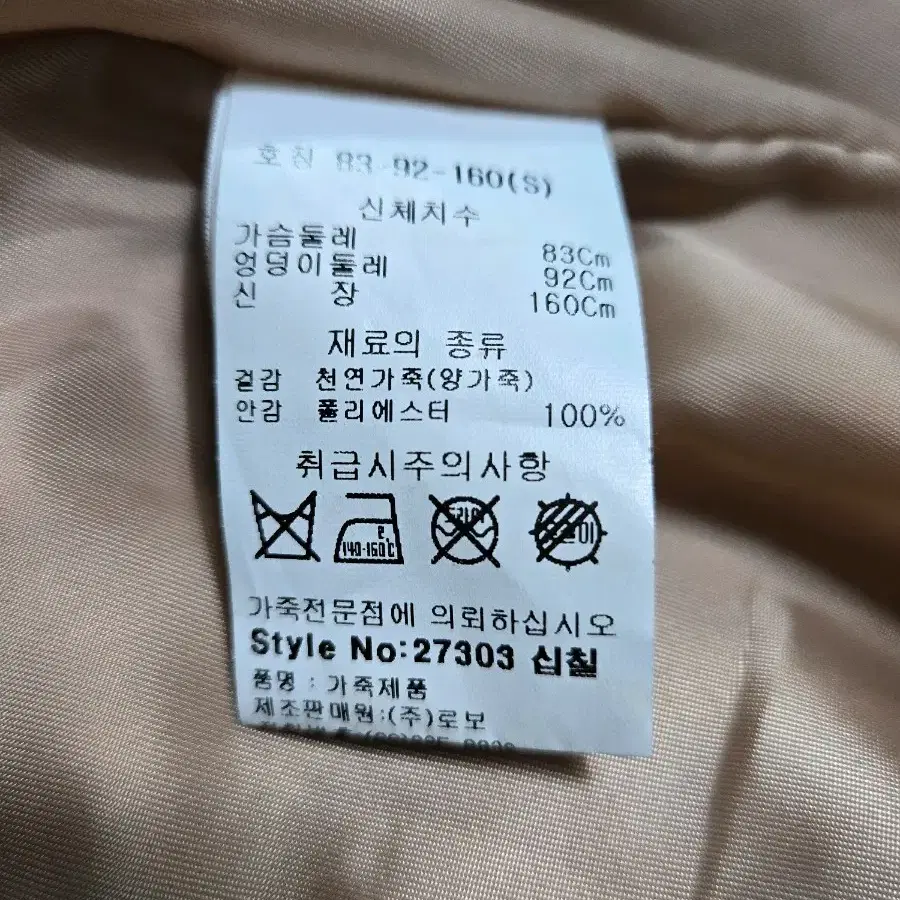 호칭 83-92-160(S)
신체치수
가슴둘레 83Cm
엉덩이둘레 92Cm
신 장 160Cm
재료의 종류
겉감 천연가죽(양가죽)
안감 폴리에스터 100%
취급시주의사항
140-160℃ 드라이
가죽전문점에 의뢰하십시오
Style No:27303 십칠
품명 : 가죽제품
제조판매원:(주)로보